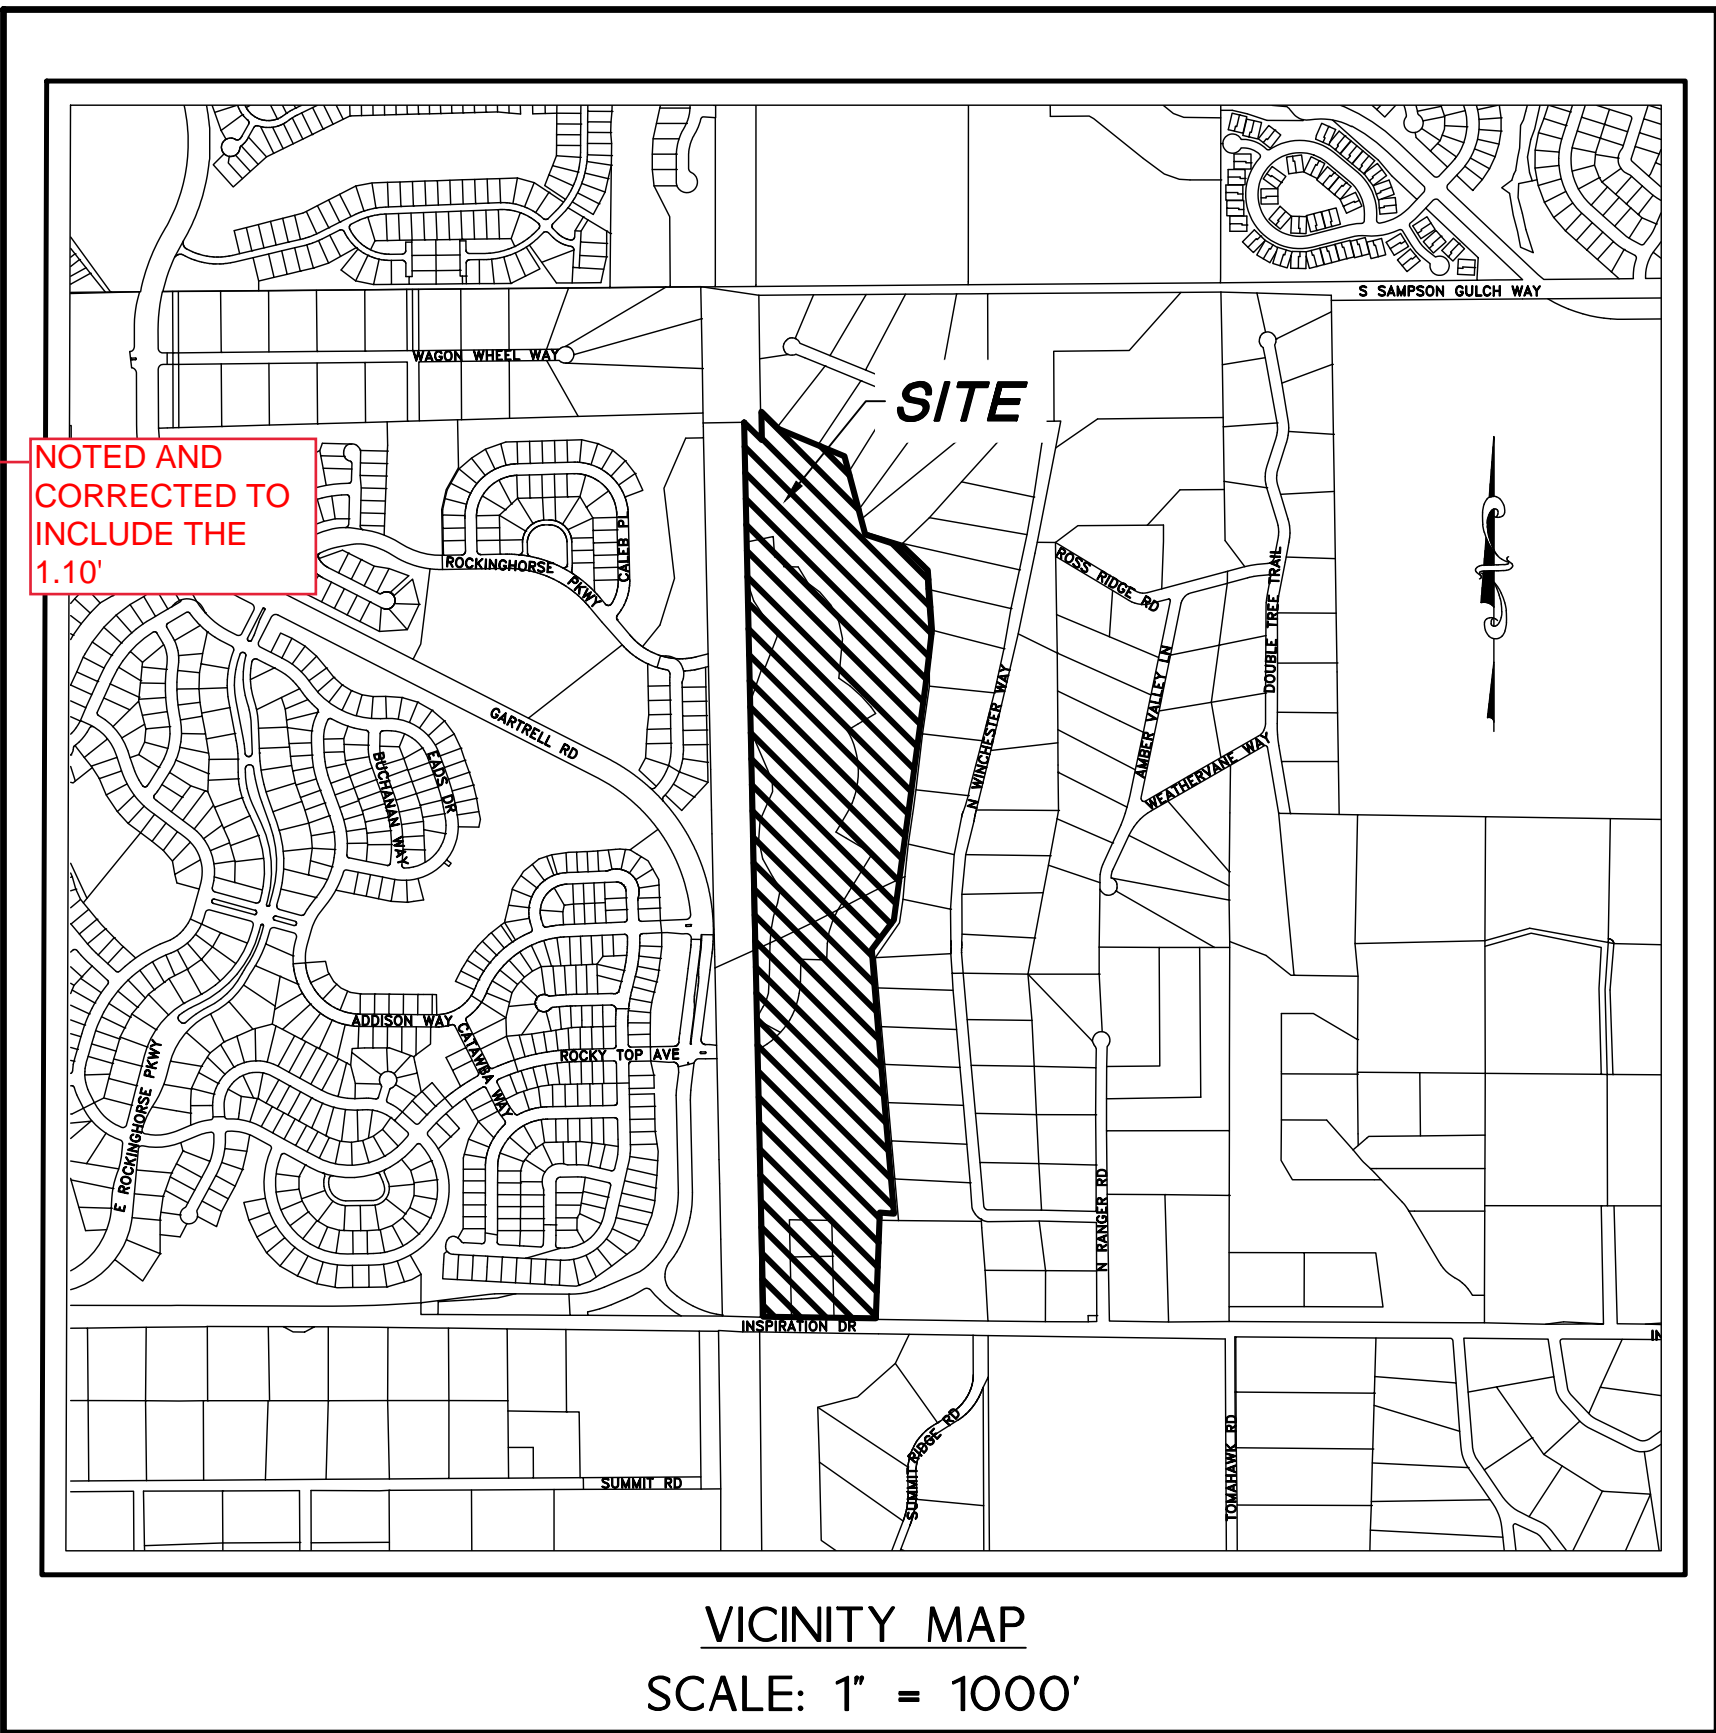 S SAMPSON GULCH WAY
WAGON WHEEL WAY
SITE
NOTED AND
CORRECTED TO
INCLUDE THE
1.10'
ROCKINGHORSE PKWY
CALEB PL
ROSS RIDGE RD
DOUBLE TREE TRAIL
AMBER VALLEY LN
N WINCHESTER WAY
WEATHERVANE WAY
GARTRELL RD
EADS DR
BUCHANAN WAY
ADDISON WAY
CATAWBA WAY
ROCKY TOP AVE
E ROCKINGHORSE PKWY
N RANGER RD
INSPIRATION DR
IN
SUMMIT RIDGE RD
TOMAHAWK RD
SUMMIT RD
VICINITY MAP
SCALE: 1" = 1000'